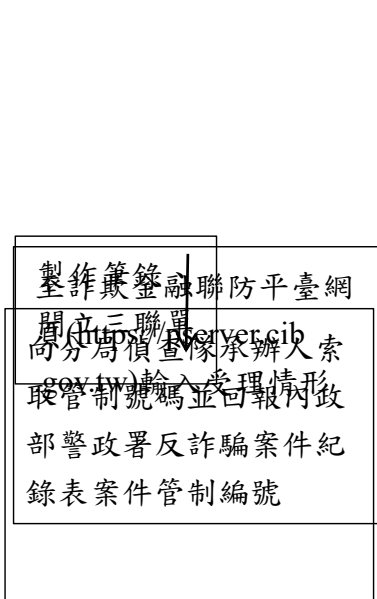 製作筆錄、
開立三聯單
至詐欺金融聯防平臺網
頁(https://pserver.cib
.gov.tw)輸入受理情形
向分局偵查隊承辦人索
取管制號碼並回報內政
部警政署反詐騙案件紀
錄表案件管制編號